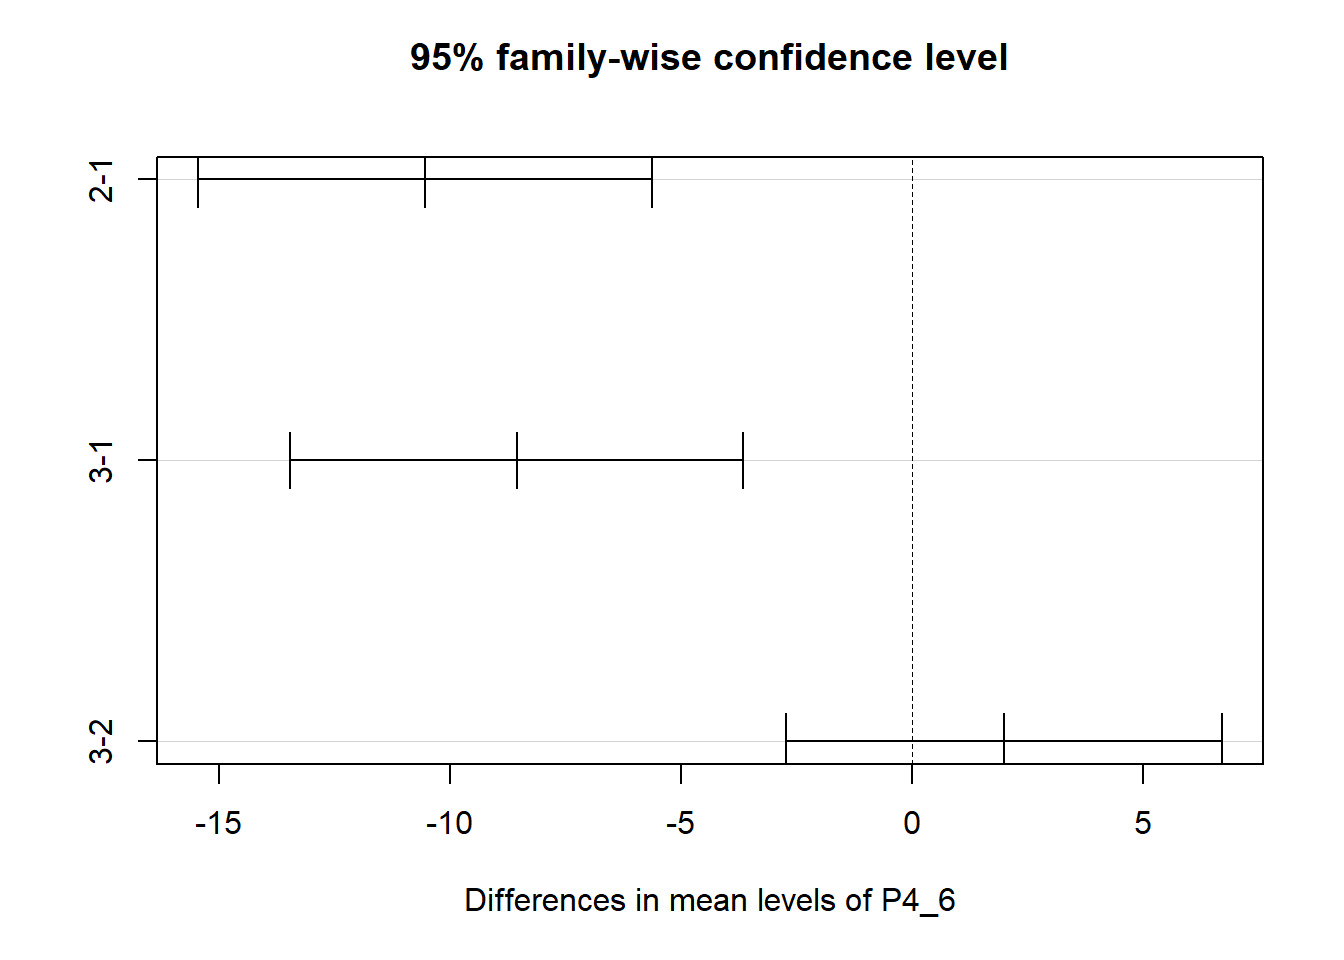 95% family-wise confidence level
2-1
3-1
3-2
-15 -10 -5 0 5
Differences in mean levels of P4_6